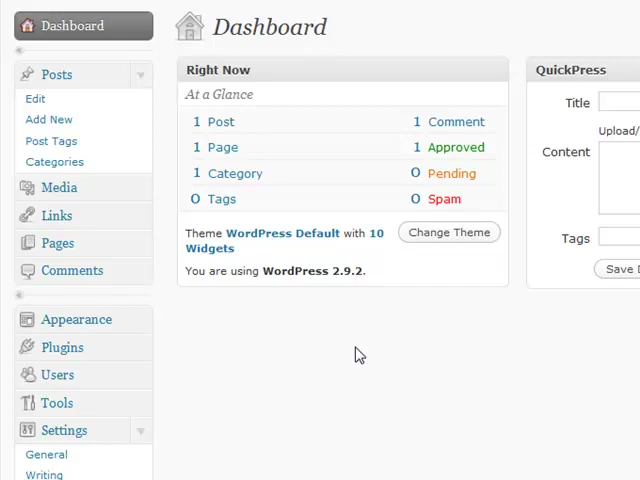 Dashboard
Posts
Edit
Add New
Post Tags
Categories
Media
Links
Pages
Comments
Appearance
Plugins
Users
Tools
Settings
General
Writing
Dashboard
Right Now
At a Glance
1 Post 1 Comment
1 Page 1 Approved
1 Category 0 Pending
0 Tags 0 Spam
Theme WordPress Default with 10
Widgets
Change Theme
You are using WordPress 2.9.2.
QuickPress
Title
Upload/
Content
Tags
Save D